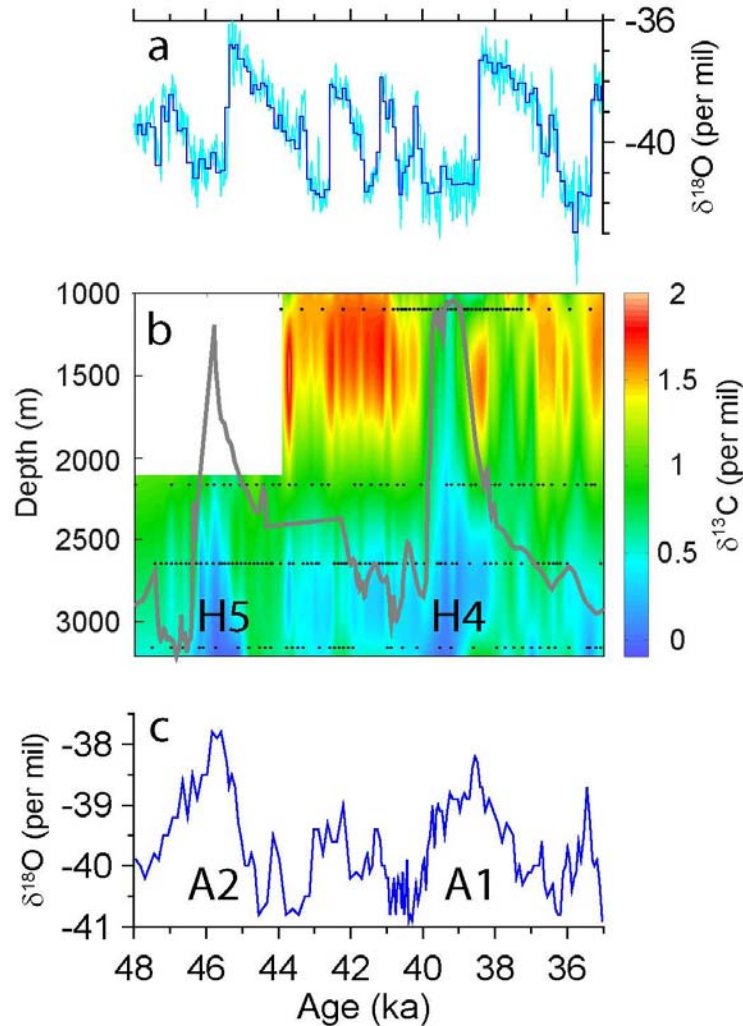 a
-36
-40
δ¹⁸O (per mil)
b
1000
1500
2000
2500
3000
Depth (m)
H5
H4
2
1.5
1
0.5
0
δ¹³C (per mil)
c
-38
-39
-40
-41
δ¹⁸O (per mil)
A2
A1
48
46
44
42
40
38
36
Age (ka)